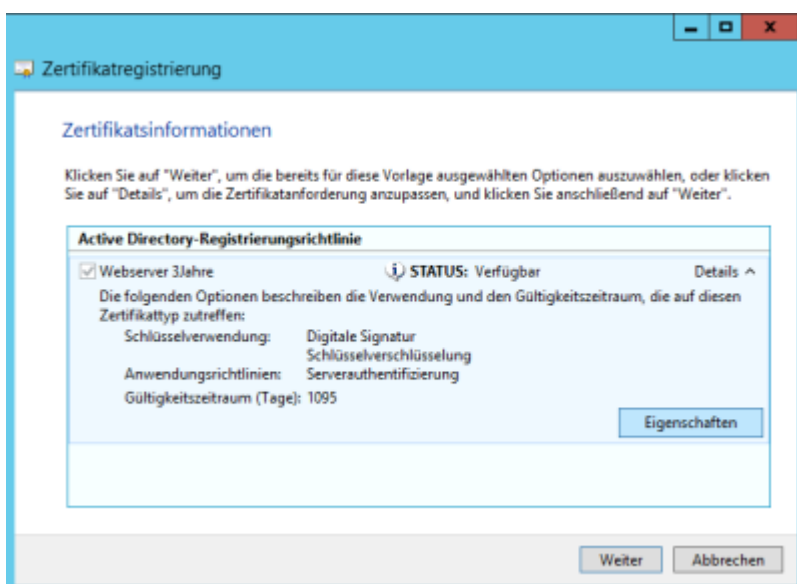 Zertifikatregistrierung
Zertifikatsinformationen
Klicken Sie auf "Weiter", um die bereits für diese Vorlage ausgewählten Optionen auszuwählen, oder klicken
Sie auf "Details", um die Zertifikatanforderung anzupassen, und klicken Sie anschließend auf "Weiter".
Active Directory-Registrierungsrichtlinie
Webserver 3Jahre STATUS: Verfügbar Details
Die folgenden Optionen beschreiben die Verwendung und den Gültigkeitszeitraum, die auf diesen
Zertifikattyp zutreffen:
Schlüsselverwendung: Digitale Signatur
Schlüsselverschlüsselung
Anwendungsrichtlinien: Serverauthentifizierung
Gültigkeitszeitraum (Tage): 1095
Eigenschaften
Weiter Abbrechen